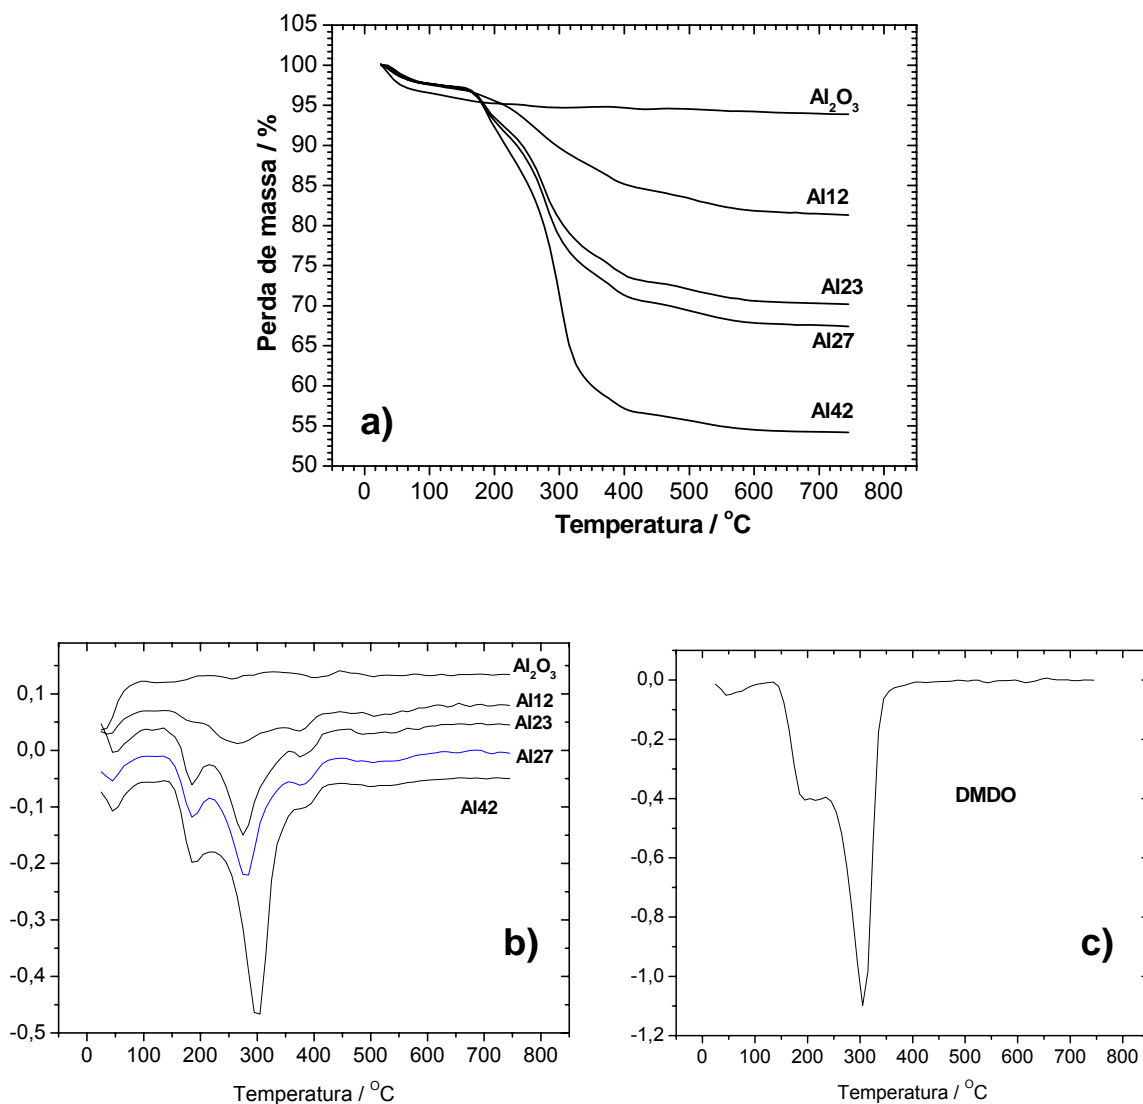 105
100
95
90
85
80
75
70
65
60
55
50
Perda de massa / %
Al2O3
Al12
Al23
Al27
Al42
a)
0 100 200 300 400 500 600 700 800
Temperatura / °C
0,1
0,0
-0,1
-0,2
-0,3
-0,4
-0,5
Al2O3
Al12
Al23
Al27
Al42
b)
0 100 200 300 400 500 600 700 800
Temperatura / °C
0,0
-0,2
-0,4
-0,6
-0,8
-1,0
-1,2
DMDO
c)
0 100 200 300 400 500 600 700 800
Temperatura / °C